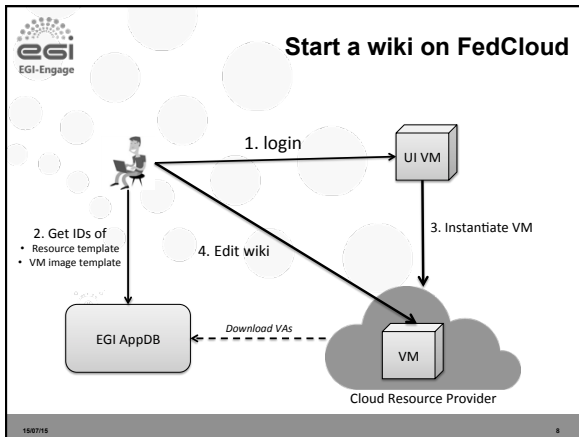 egi
EGI-Engage
Start a wiki on FedCloud
1. login
UI VM
2. Get IDs of
• Resource template
• VM image template
3. Instantiate VM
4. Edit wiki
EGI AppDB
Download VAs
VM
Cloud Resource Provider
15/07/15
8